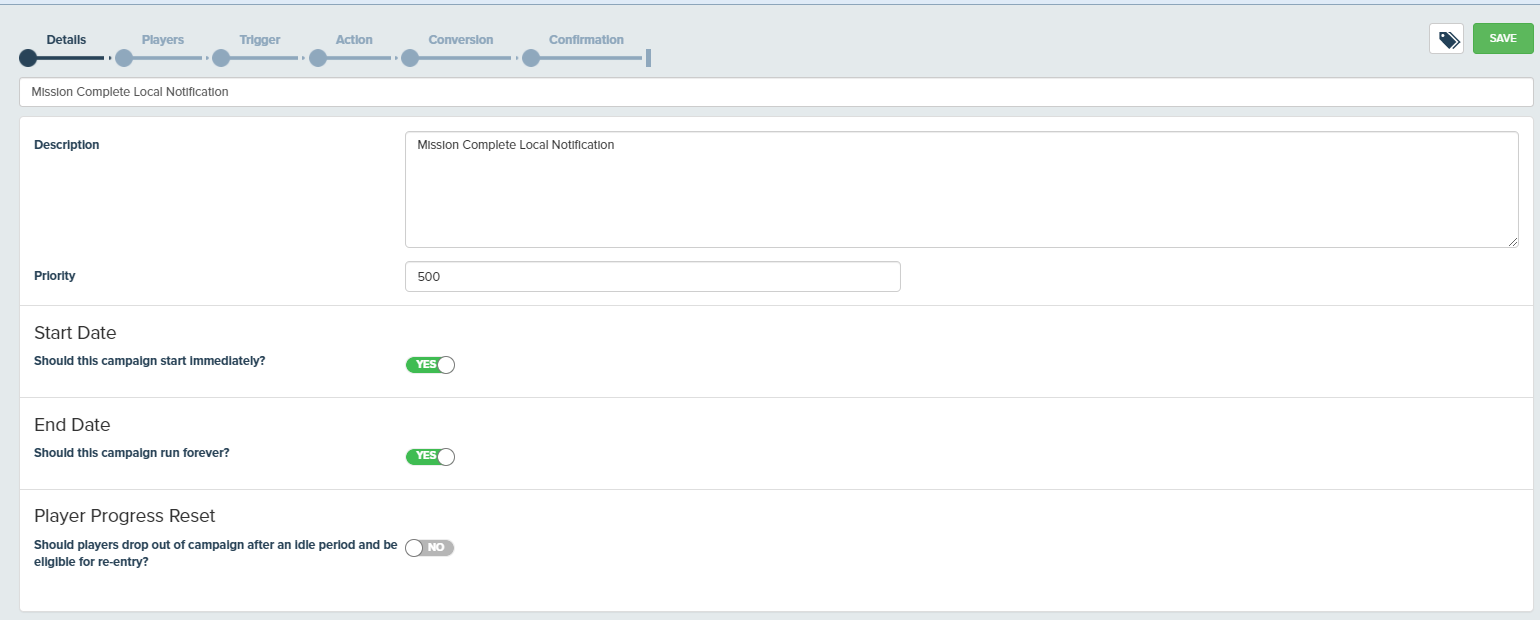 Details
Players
Trigger
Action
Conversion
Confirmation
SAVE
Mission Complete Local Notification
Description
Mission Complete Local Notification
Priority
500
Start Date
Should this campaign start immediately?
YES
End Date
Should this campaign run forever?
YES
Player Progress Reset
Should players drop out of campaign after an idle period and be
eligible for re-entry?
NO